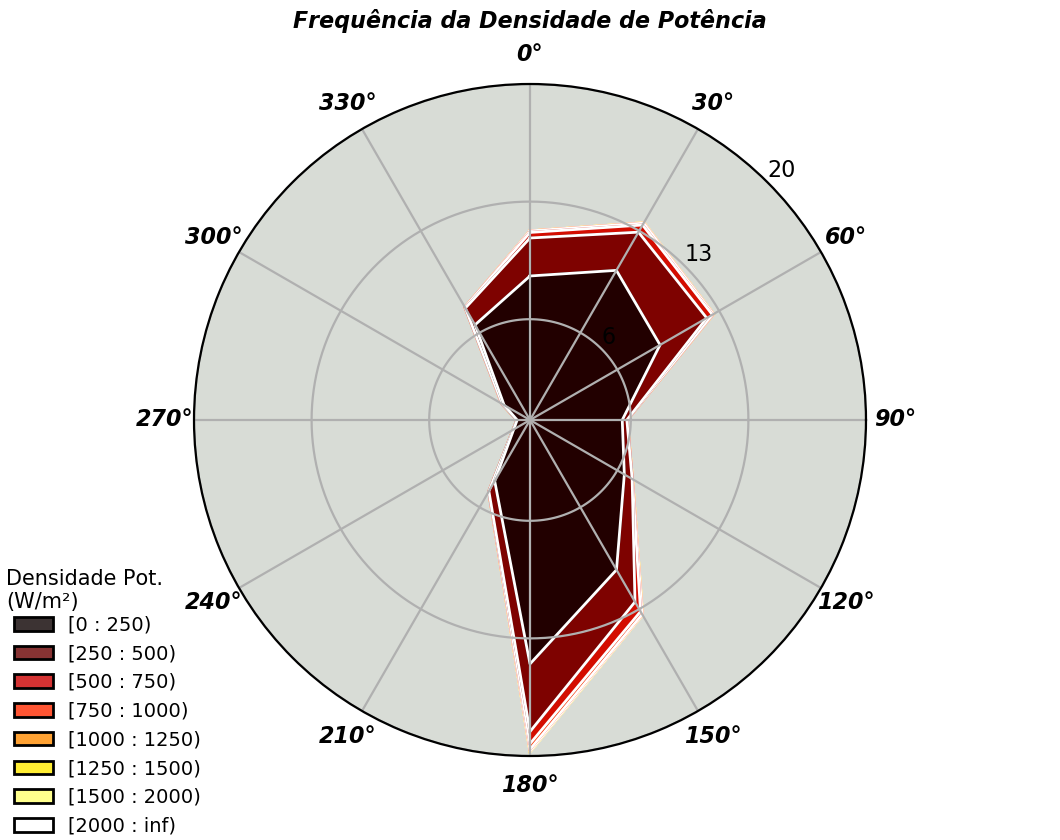 Frequência da Densidade de Potência
0°
330°
30°
20
300°
60°
13
6
270°
90°
240°
120°
210°
150°
180°
Densidade Pot.
(W/m²)
[0 : 250)
[250 : 500)
[500 : 750)
[750 : 1000)
[1000 : 1250)
[1250 : 1500)
[1500 : 2000)
[2000 : inf)